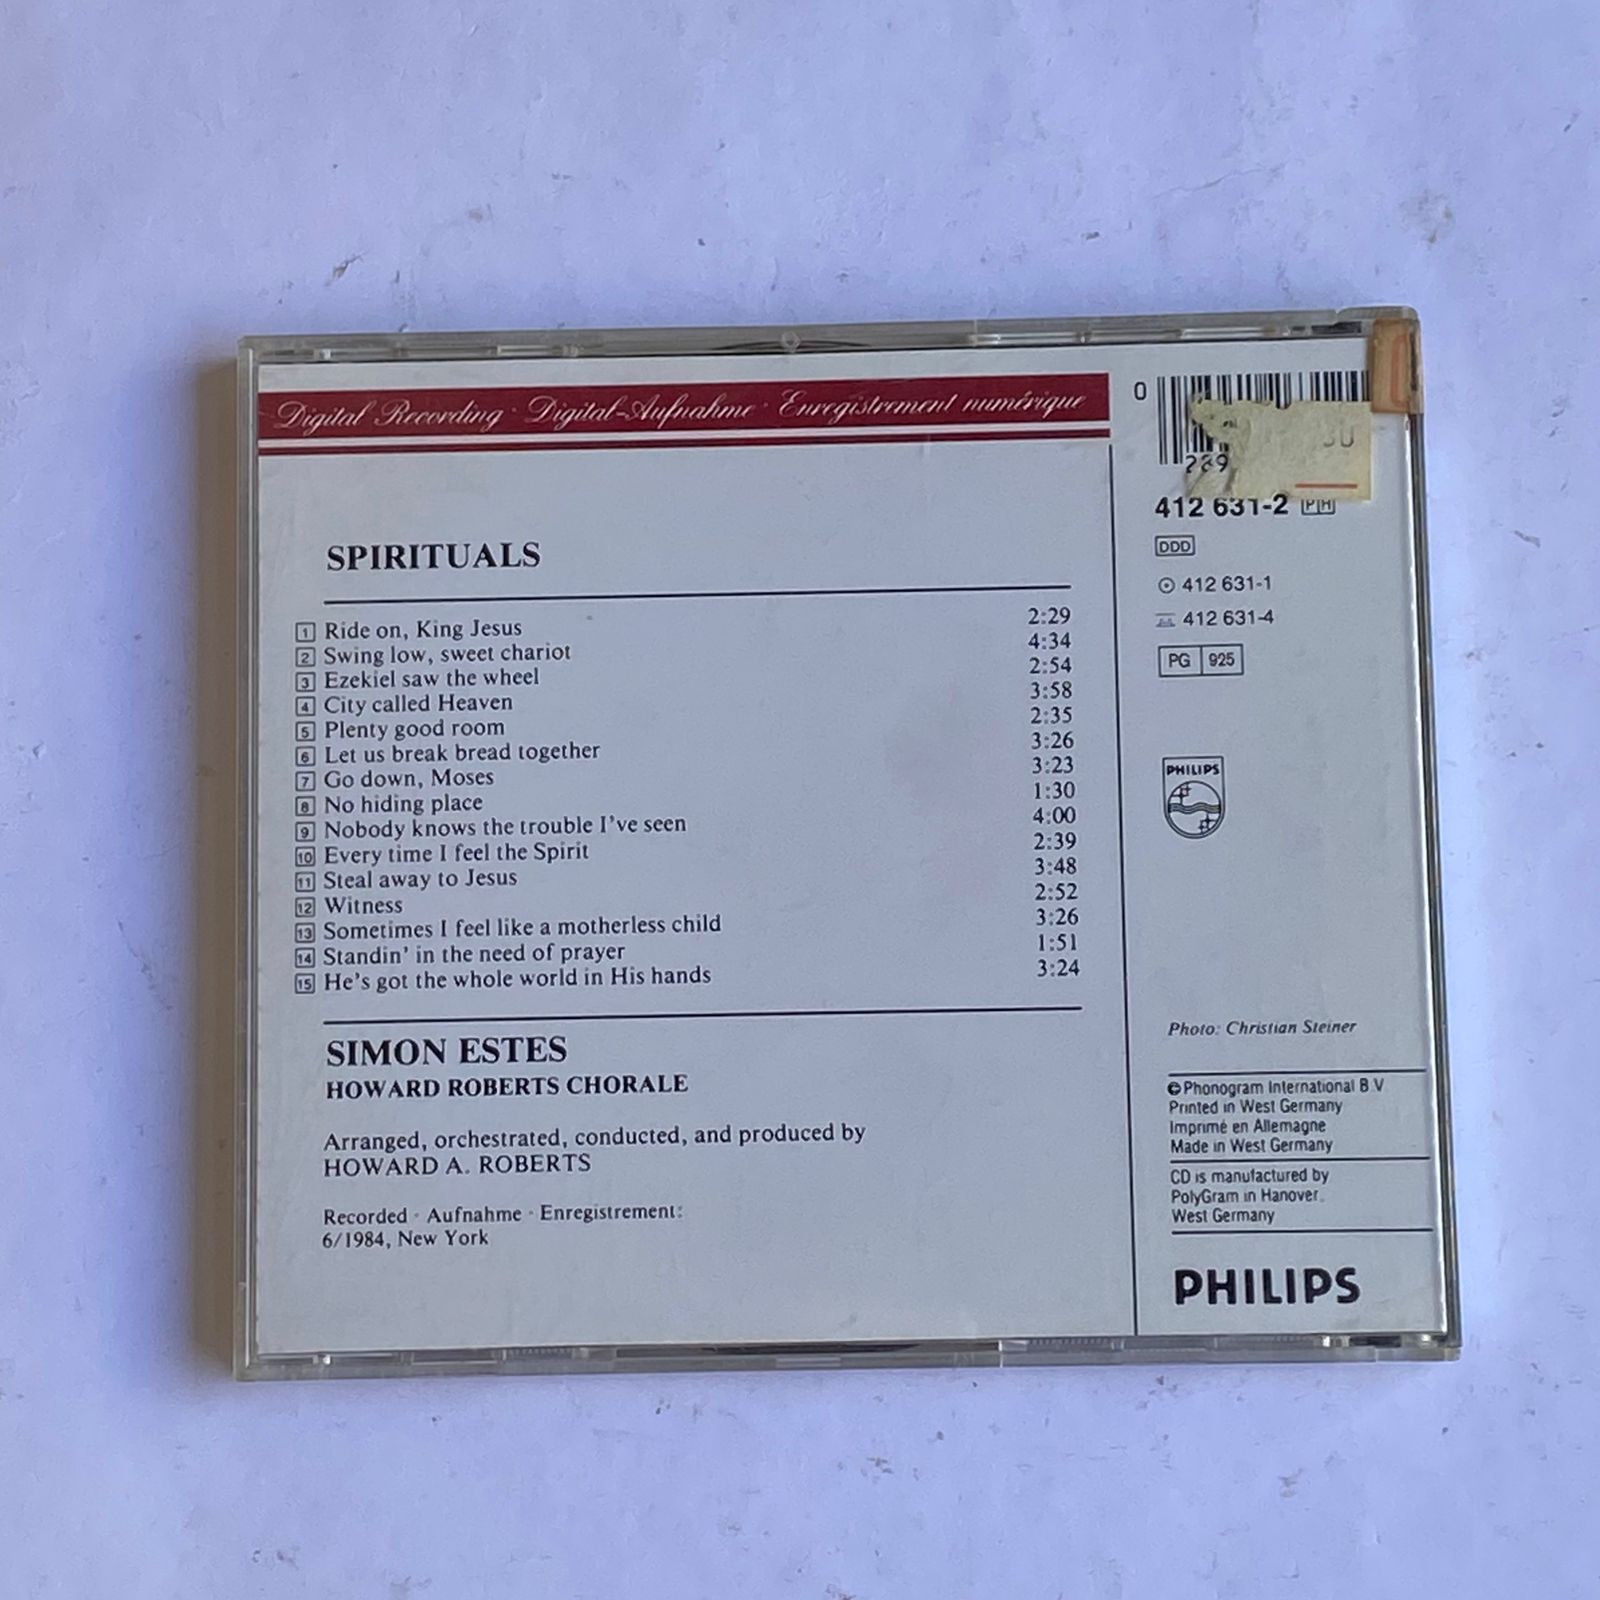 Digital Recording · Digital-Aufnahme · Enregistrement numérique
SPIRITUALS
1 Ride on, King Jesus 2:29
2 Swing low, sweet chariot 4:34
3 Ezekiel saw the wheel 2:54
4 City called Heaven 3:58
5 Plenty good room 2:35
6 Let us break bread together 3:26
7 Go down, Moses 3:23
8 No hiding place 1:30
9 Nobody knows the trouble I've seen 4:00
10 Every time I feel the Spirit 2:39
11 Steal away to Jesus 3:48
12 Witness 2:52
13 Sometimes I feel like a motherless child 3:26
14 Standin' in the need of prayer 1:51
15 He's got the whole world in His hands 3:24
SIMON ESTES
HOWARD ROBERTS CHORALE
Arranged, orchestrated, conducted, and produced by
HOWARD A. ROBERTS
Recorded · Aufnahme · Enregistrement:
6/1984, New York
0
289
412 631-2 PH
DDD
412 631-1
412 631-4
PG 925
PHILIPS
Photo: Christian Steiner
© Phonogram International B.V.
Printed in West Germany
Imprimé en Allemagne
Made in West Germany
CD is manufactured by
PolyGram in Hanover,
West Germany
PHILIPS